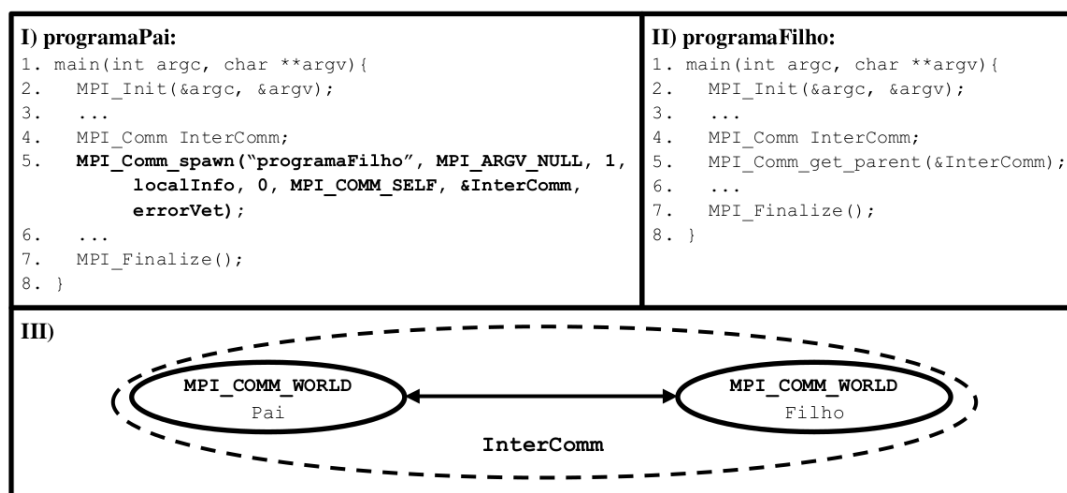 I) programaPai:
1. main(int argc, char **argv){
2. MPI_Init(&argc, &argv);
3. ...
4. MPI_Comm InterComm;
5. MPI_Comm_spawn(“programaFilho”, MPI_ARGV_NULL, 1,
localInfo, 0, MPI_COMM_SELF, &InterComm,
errorVet);
6. ...
7. MPI_Finalize();
8. }
II) programaFilho:
1. main(int argc, char **argv){
2. MPI_Init(&argc, &argv);
3. ...
4. MPI_Comm InterComm;
5. MPI_Comm_get_parent(&InterComm);
6. ...
7. MPI_Finalize();
8. }
III)
MPI_COMM_WORLD
Pai
MPI_COMM_WORLD
Filho
InterComm